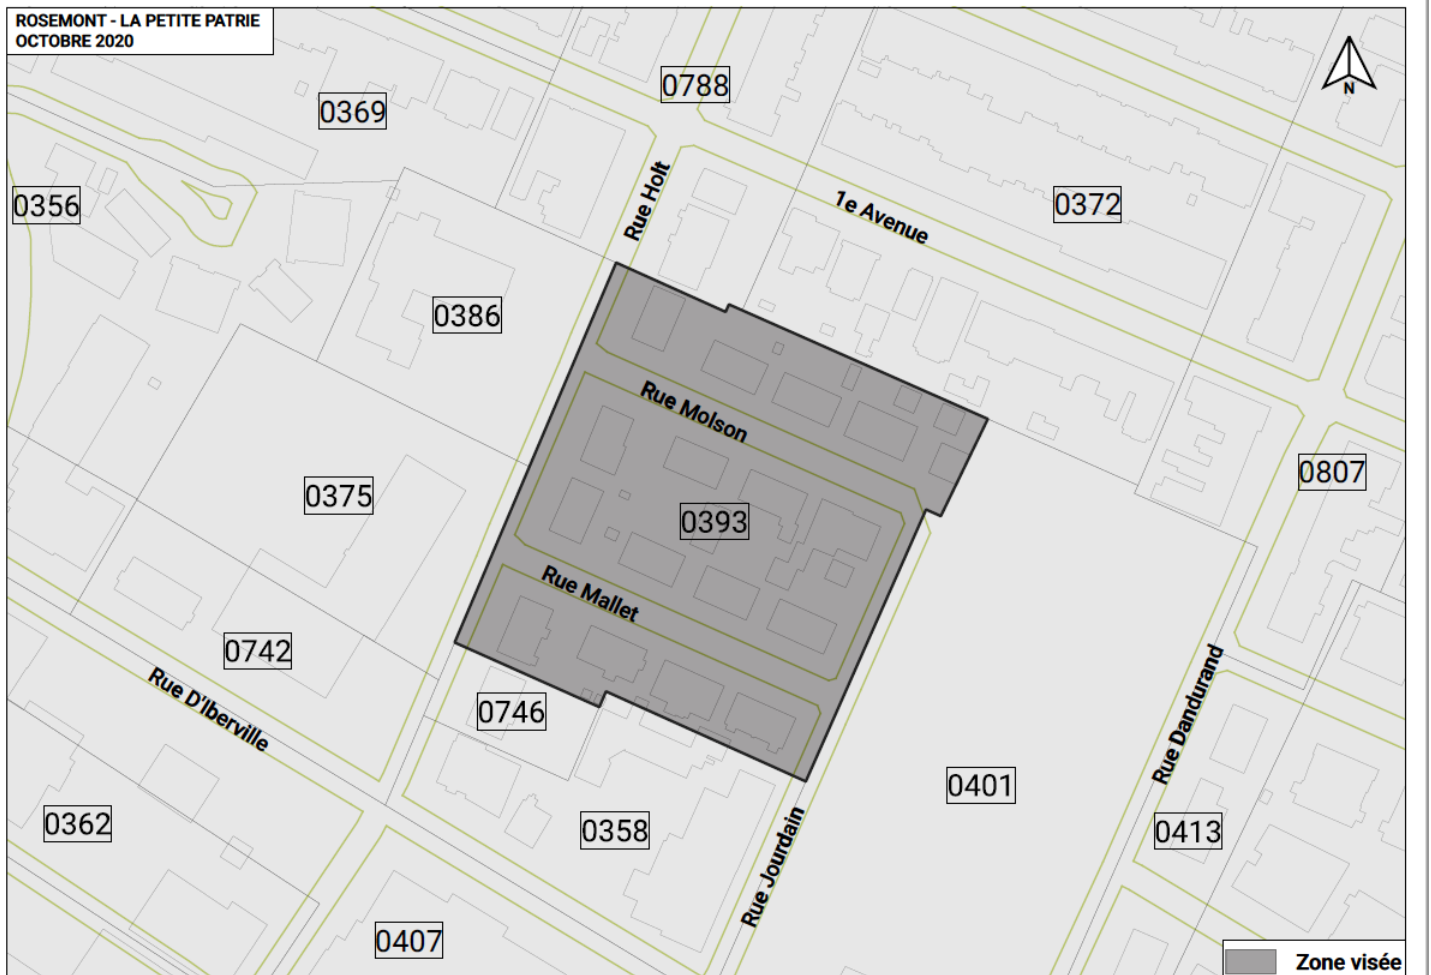 ROSEMONT - LA PETITE PATRIE
OCTOBRE 2020
0788
N
0369
Rue Holt
0356
1e Avenue
0372
0386
Rue Molson
0807
0375
0393
Rue Mallet
0742
Rue D'Iberville
0746
Rue Dandurand
0401
0362
0358
0413
Rue Jourdain
0407
Zone visée